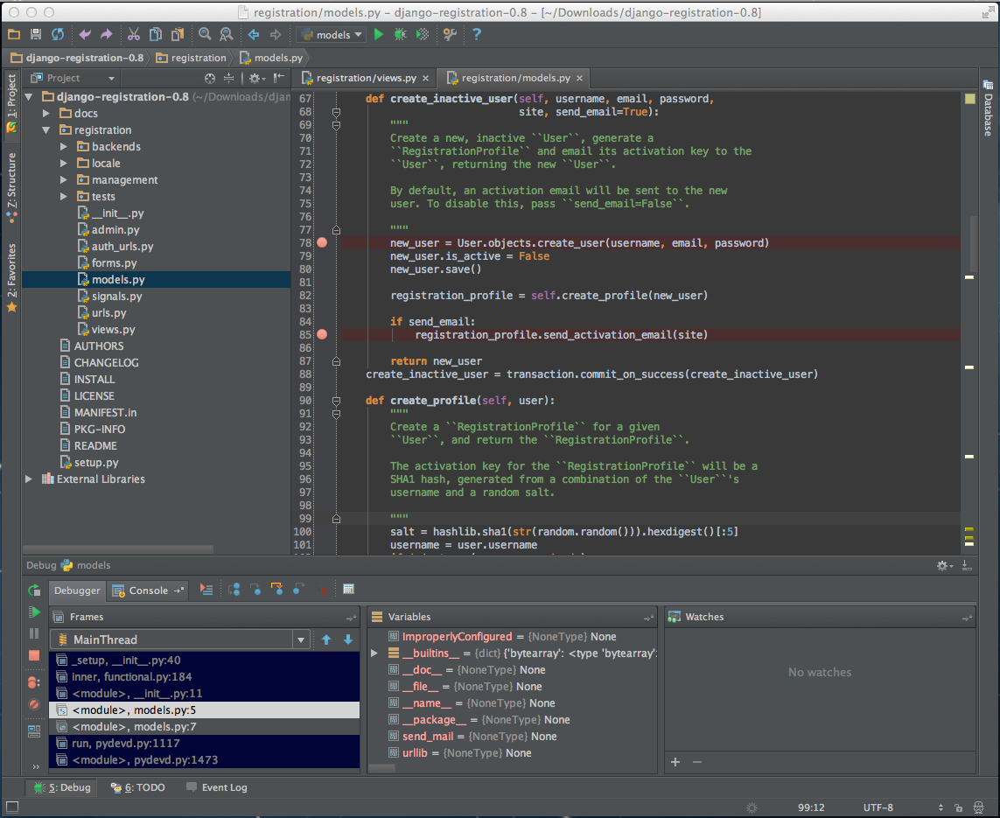 registration/models.py - django-registration-0.8 - [~/Downloads/django-registration-0.8]
models
django-registration-0.8 registration models.py
1: Project
Z: Structure
2: Favorites
Project
django-registration-0.8 (~/Downloads/djan
docs
registration
backends
locale
management
tests
__init__.py
admin.py
auth_urls.py
forms.py
models.py
signals.py
urls.py
views.py
AUTHORS
CHANGELOG
INSTALL
LICENSE
MANIFEST.in
PKG-INFO
README
setup.py
External Libraries
registration/views.py registration/models.py
67 def create_inactive_user(self, username, email, password,
68 site, send_email=True):
69 """
70 Create a new, inactive ``User``, generate a
71 ``RegistrationProfile`` and email its activation key to the
72 ``User``, returning the new ``User``.
73
74 By default, an activation email will be sent to the new
75 user. To disable this, pass ``send_email=False``.
76
77 """
78 new_user = User.objects.create_user(username, email, password)
79 new_user.is_active = False
80 new_user.save()
81
82 registration_profile = self.create_profile(new_user)
83
84 if send_email:
85 registration_profile.send_activation_email(site)
86
87 return new_user
88 create_inactive_user = transaction.commit_on_success(create_inactive_user)
89
90 def create_profile(self, user):
91 """
92 Create a ``RegistrationProfile`` for a given
93 ``User``, and return the ``RegistrationProfile``.
94
95 The activation key for the ``RegistrationProfile`` will be a
96 SHA1 hash, generated from a combination of the ``User``'s
97 username and a random salt.
98
99 """
100 salt = hashlib.sha1(str(random.random())).hexdigest()[:5]
101 username = user.username
Database
Debug models
Debugger Console
Frames
MainThread
_setup, __init__.py:40
inner, functional.py:184
<module>, __init__.py:11
<module>, models.py:5
<module>, models.py:7
run, pydevd.py:1117
<module>, pydevd.py:1473
Variables
ImproperlyConfigured = {NoneType} None
__builtins__ = {dict} {'bytearray': <type 'bytearray'
__doc__ = {NoneType} None
__file__ = {NoneType} None
__name__ = {NoneType} None
__package__ = {NoneType} None
send_mail = {NoneType} None
urllib = {NoneType} None
Watches
No watches
5: Debug 6: TODO Event Log
99:12 UTF-8